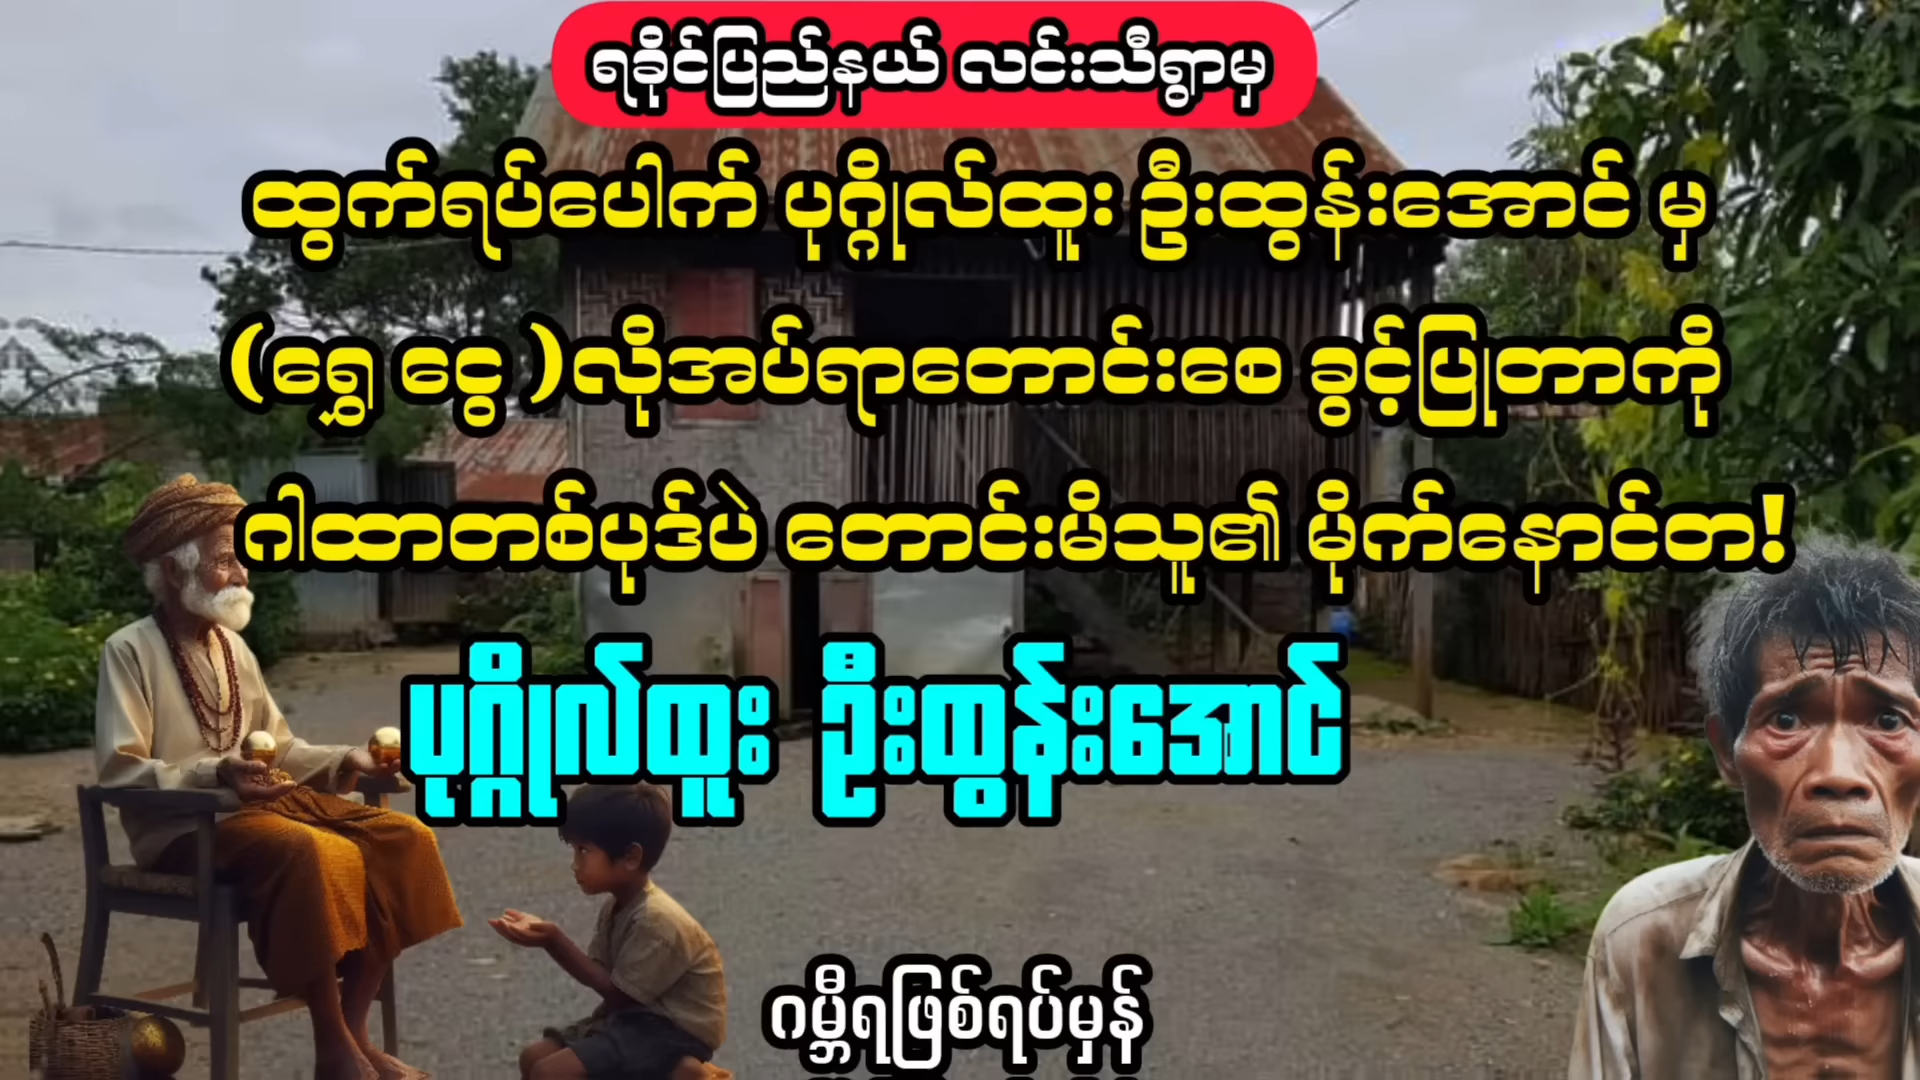 ရခိုင်ပြည်နယ် လင်းသီရွာမှ
ထွက်ရပ်ပေါက် ပုဂ္ဂိုလ်ထူး ဦးထွန်းအောင် မှ
(ရွှေ ငွေ )လိုအပ်ရာတောင်းစေ ခွင့်ပြုတာကို
ဂါထာတစ်ပုဒ်ပဲ တောင်းမိသူ၏ မိုက်နောင်တ!
ပုဂ္ဂိုလ်ထူး ဦးထွန်းအောင်
ဂမ္ဘီရဖြစ်ရပ်မှန်